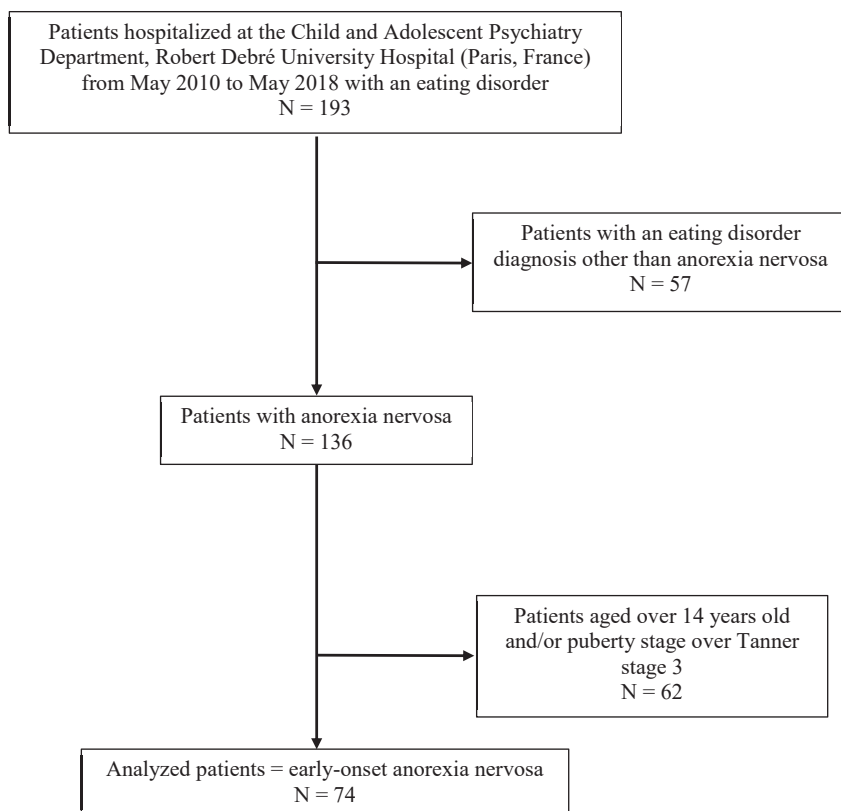 Patients hospitalized at the Child and Adolescent Psychiatry
Department, Robert Debré University Hospital (Paris, France)
from May 2010 to May 2018 with an eating disorder
N = 193
Patients with an eating disorder
diagnosis other than anorexia nervosa
N = 57
Patients with anorexia nervosa
N = 136
Patients aged over 14 years old
and/or puberty stage over Tanner
stage 3
N = 62
Analyzed patients = early-onset anorexia nervosa
N = 74